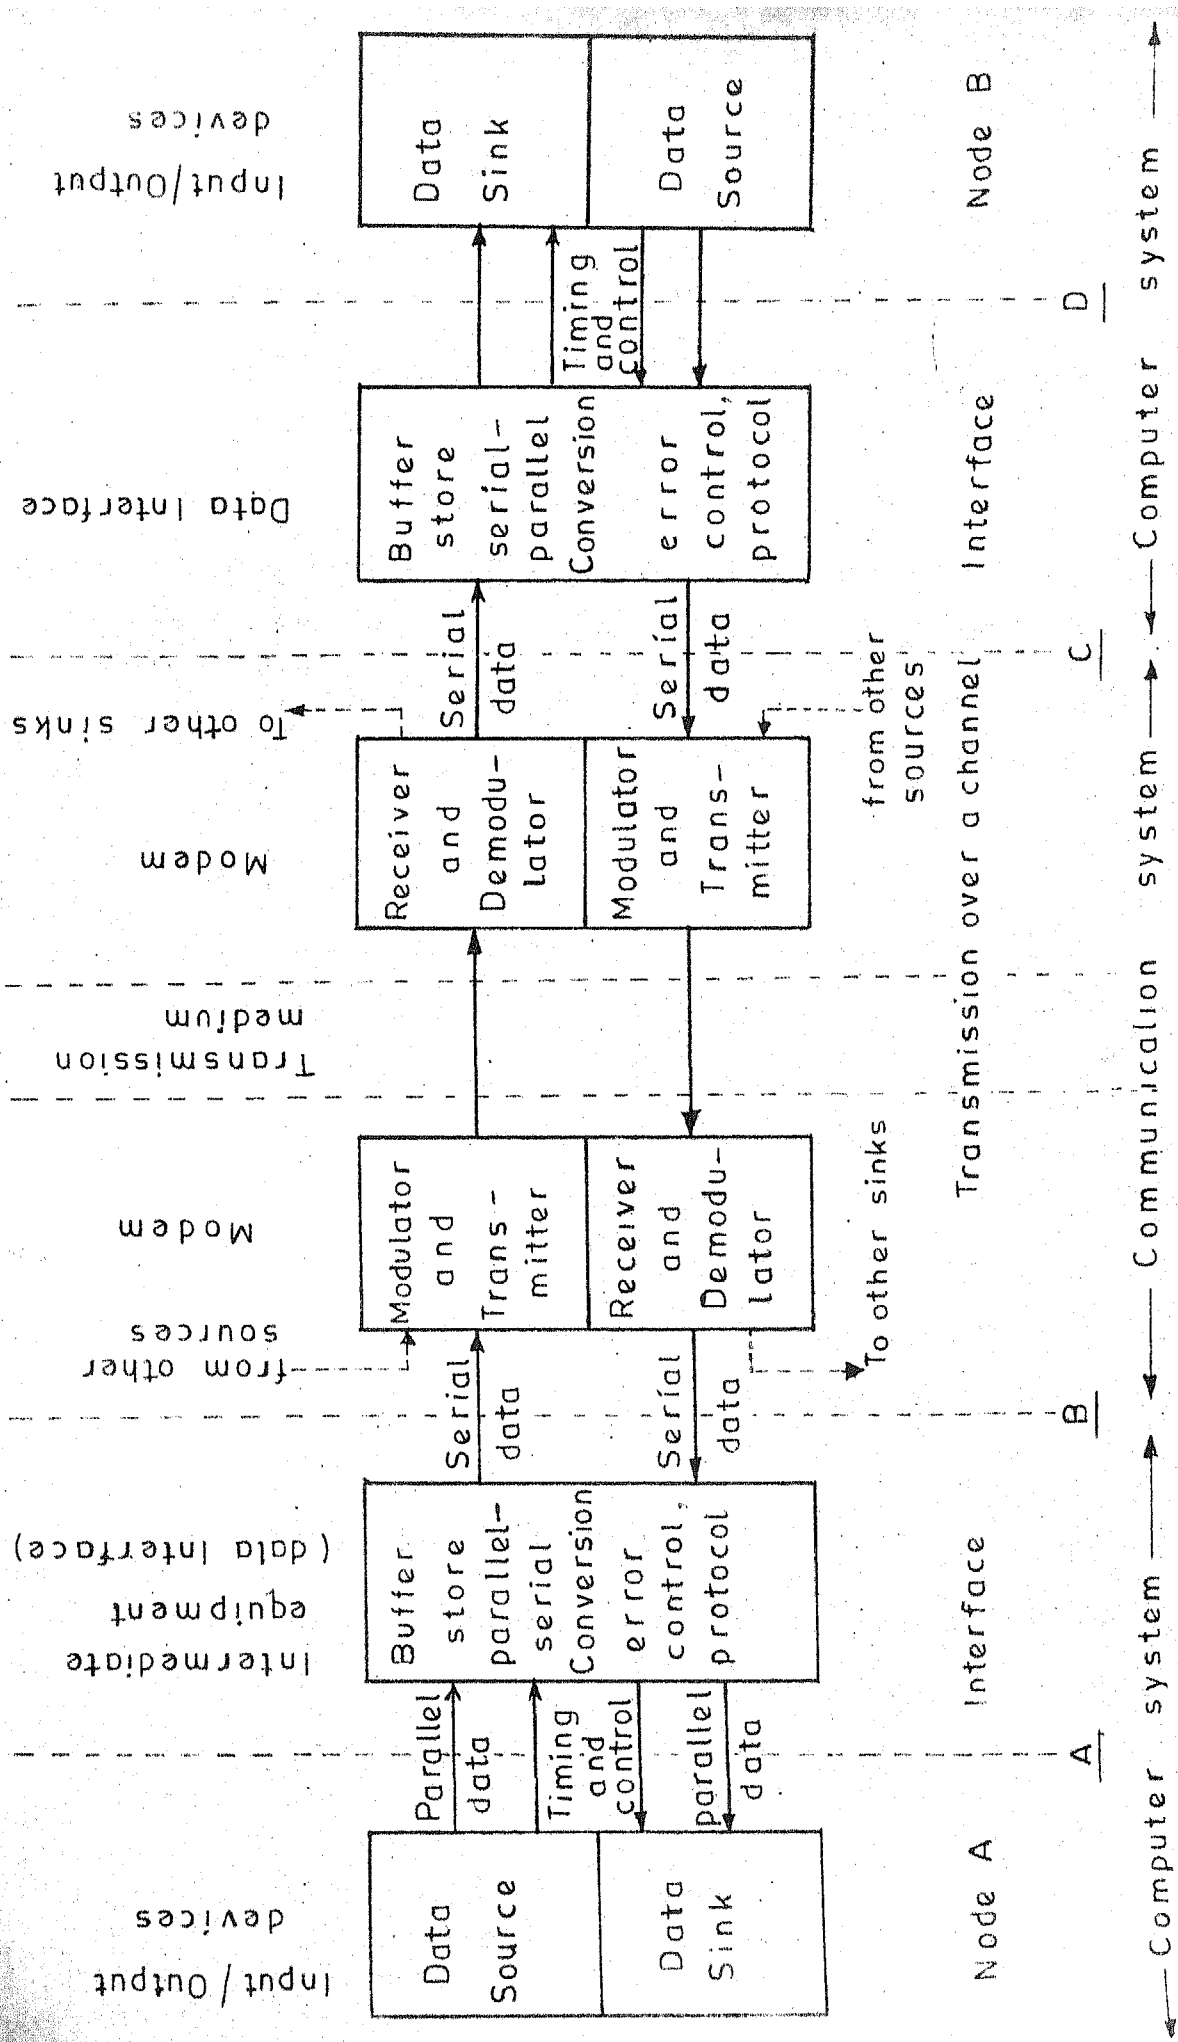 Input / Output
devices
Intermediate
equipment
( data Interface)
from other
sources
Modem
Transmission
medium
Modem
To other sinks
Data Interface
Input/Output
devices
Data
Source
Data
Sink
Parallel
data
Timing
and
control
parallel
data
Buffer
store
parallel-
serial
Conversion
error
control,
protocol
Serial
data
Serial
data
Modulator
and
Trans-
mitter
Receiver
and
Demodu-
lator
To other sinks
Receiver
and
Demodu-
lator
Modulator
and
Trans-
mitter
from other
sources
Serial
data
Serial
data
Buffer
store
serial-
parallel
Conversion
error
control,
protocol
Timing
and
control
Data
Sink
Data
Source
Node A
Interface
Transmission over a channel
Interface
Node B
A
B
C
D
Computer system
Communication system
Computer system